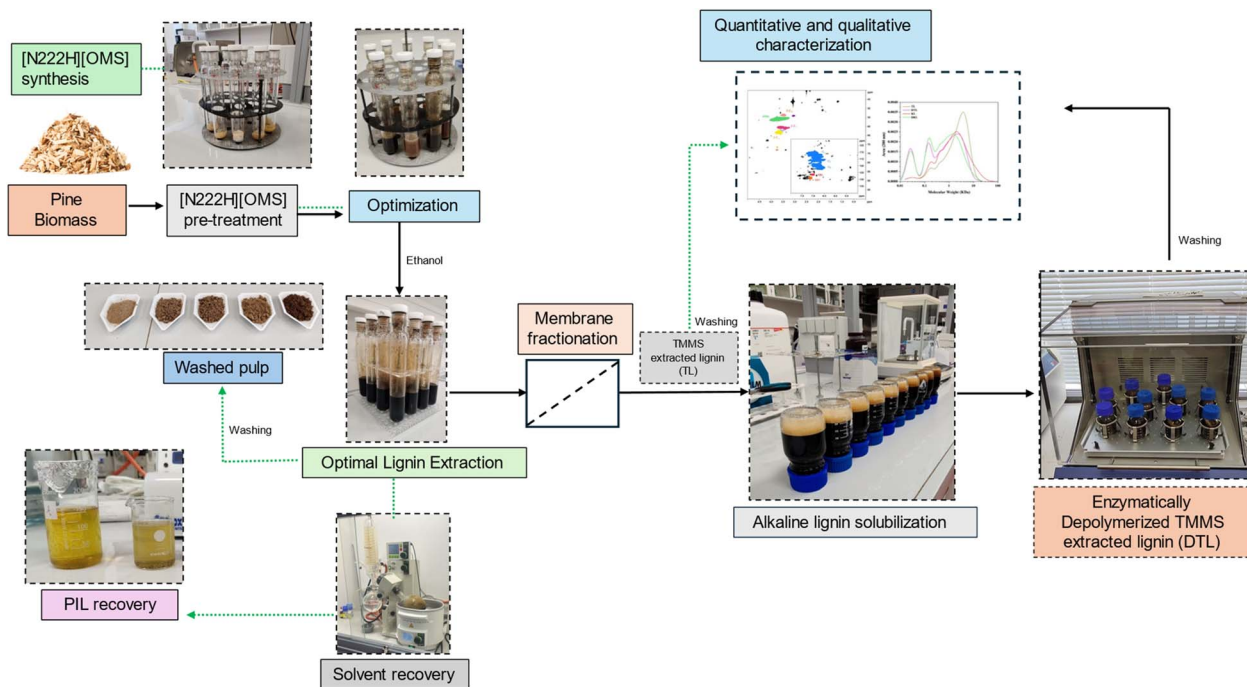 [N222H][OMS]
synthesis
Quantitative and qualitative
characterization
Pine
Biomass
[N222H][OMS]
pre-treatment
Optimization
Ethanol
Molecular Weight (KDa)
Washing
Membrane
fractionation
Washing
TMMS
extracted lignin
(TL)
Washed pulp
Washing
Optimal Lignin Extraction
Alkaline lignin solubilization
Enzymatically
Depolymerized TMMS
extracted lignin (DTL)
PIL recovery
Solvent recovery